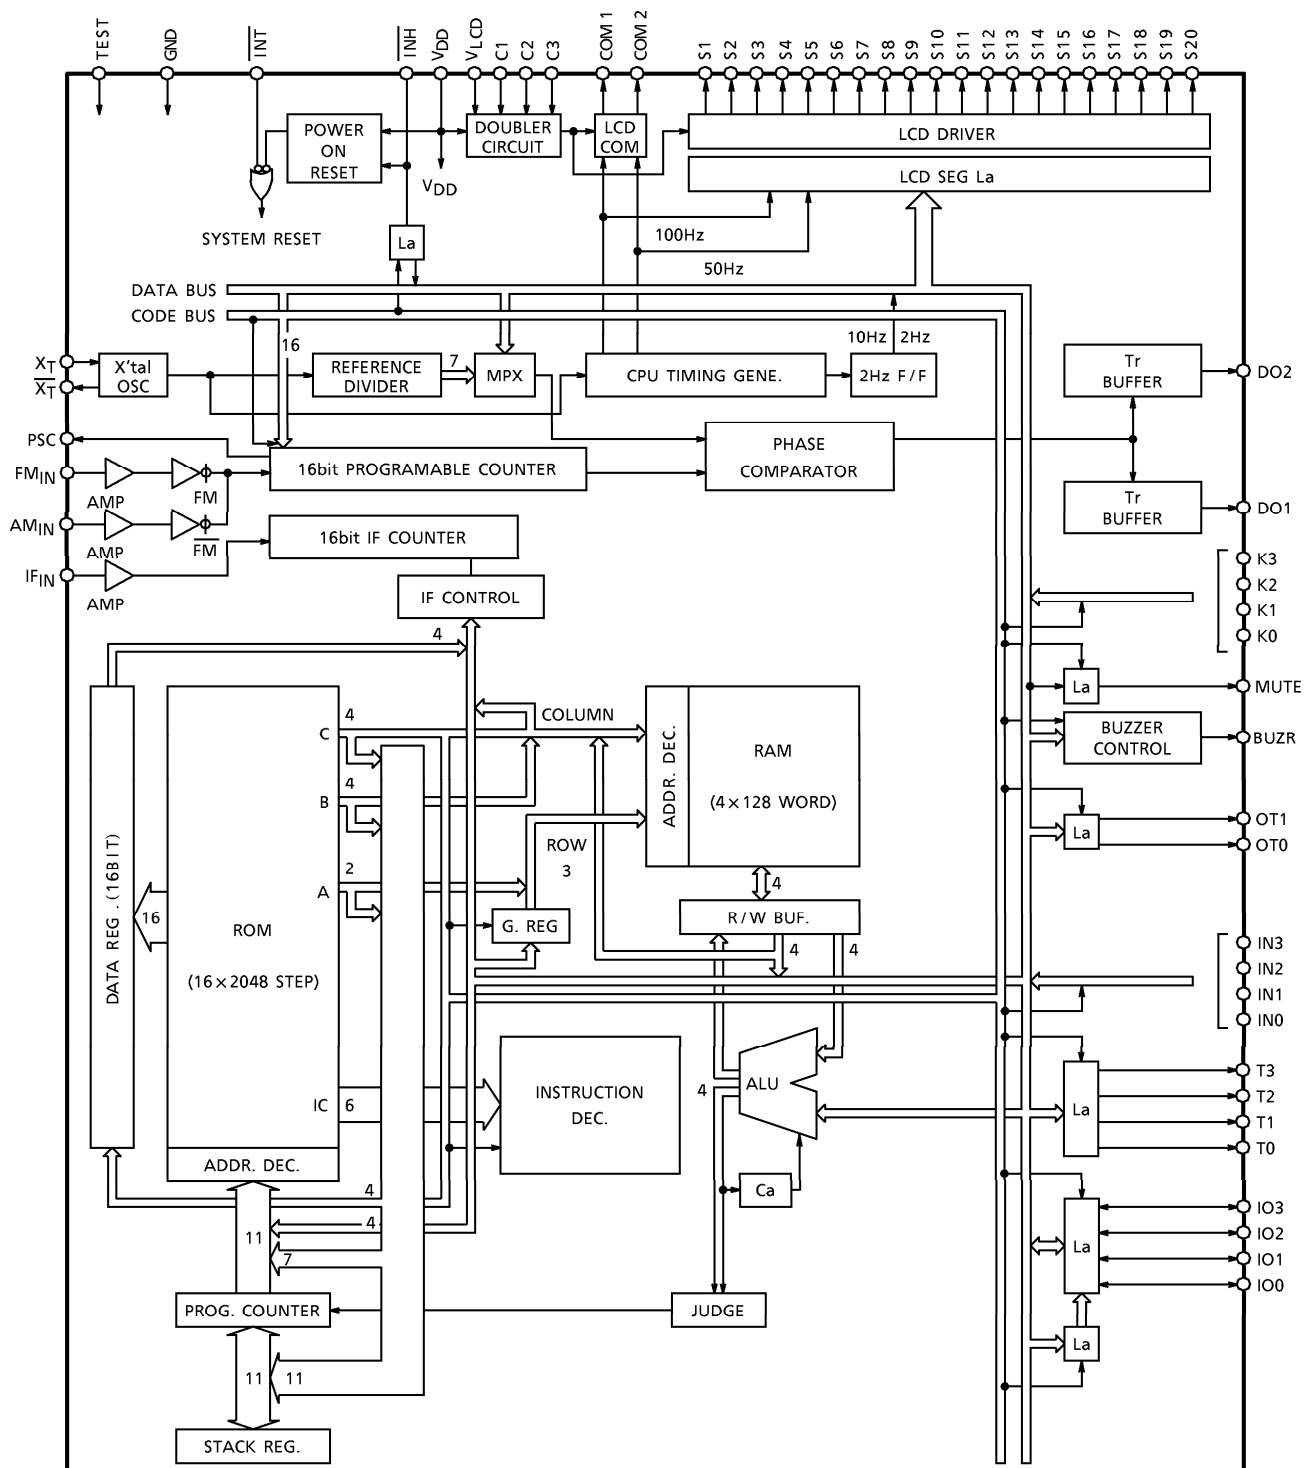 TEST
GND
INT
INH
VDD
VLCD
C1
C2
C3
COM 1
COM 2
S1
S2
S3
S4
S5
S6
S7
S8
S9
S10
S11
S12
S13
S14
S15
S16
S17
S18
S19
S20
POWER
ON
RESET
DOUBLER
CIRCUIT
LCD
COM
LCD DRIVER
LCD SEG La
VDD
SYSTEM RESET
La
100Hz
50Hz
DATA BUS
CODE BUS
16
10Hz
2Hz
XT
XT
X'tal
OSC
REFERENCE
DIVIDER
7
MPX
CPU TIMING GENE.
2Hz F/F
Tr
BUFFER
DO2
PSC
FMIN
AMP
FM
16bit PROGRAMABLE COUNTER
PHASE
COMPARATOR
Tr
BUFFER
DO1
AMIN
AMP
FM
16bit IF COUNTER
IFIN
AMP
IF CONTROL
K3
K2
K1
K0
4
La
MUTE
BUZZER
CONTROL
BUZR
DATA REG. (16BIT)
16
ROM
(16×2048 STEP)
C
4
B
4
A
2
IC
6
COLUMN
ROW
3
ADDR. DEC.
RAM
(4×128 WORD)
4
R/W BUF.
4
4
G. REG
La
OT1
OT0
IN3
IN2
IN1
IN0
INSTRUCTION
DEC.
ALU
4
Ca
La
T3
T2
T1
T0
ADDR. DEC.
4
4
11
7
La
IO3
IO2
IO1
IO0
PROG. COUNTER
JUDGE
La
11
11
STACK REG.